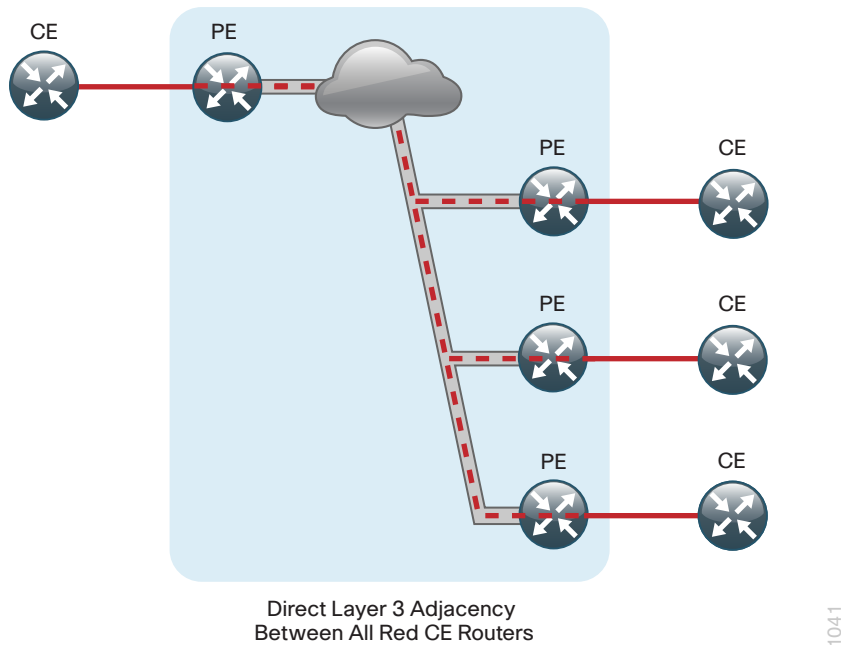 CE
PE
PE
CE
PE
CE
PE
CE
Direct Layer 3 Adjacency
Between All Red CE Routers
1041